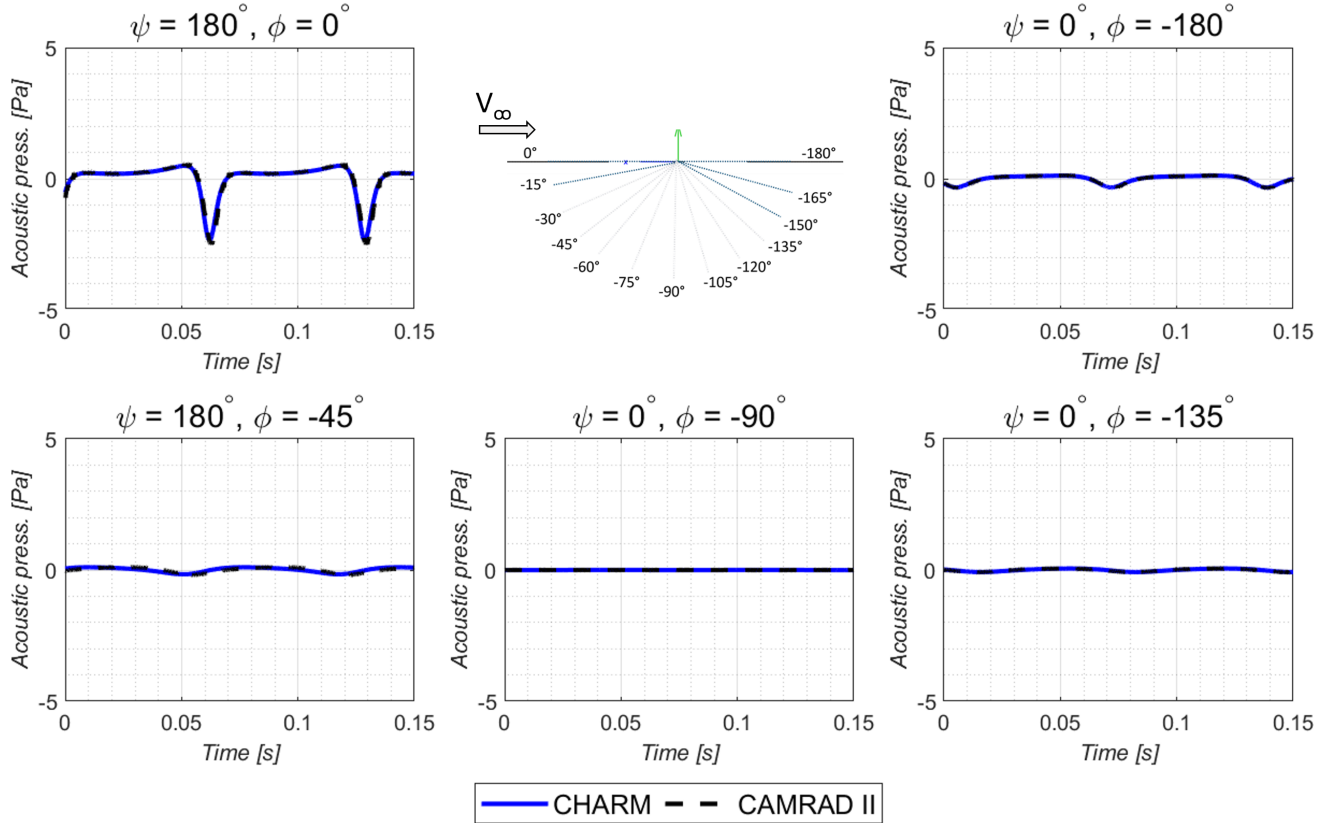 ψ = 180°, ϕ = 0°
5
0
-5
Acoustic press. [Pa]
0 0.05 0.1 0.15
Time [s]
V∞
0°
-15°
-30°
-45°
-60°
-75°
-90°
-105°
-120°
-135°
-150°
-165°
-180°
ψ = 0°, ϕ = -180°
5
0
-5
Acoustic press. [Pa]
0 0.05 0.1 0.15
Time [s]
ψ = 180°, ϕ = -45°
5
0
-5
Acoustic press. [Pa]
0 0.05 0.1 0.15
Time [s]
ψ = 0°, ϕ = -90°
5
0
-5
Acoustic press. [Pa]
0 0.05 0.1 0.15
Time [s]
ψ = 0°, ϕ = -135°
5
0
-5
Acoustic press. [Pa]
0 0.05 0.1 0.15
Time [s]
CHARM CAMRAD II